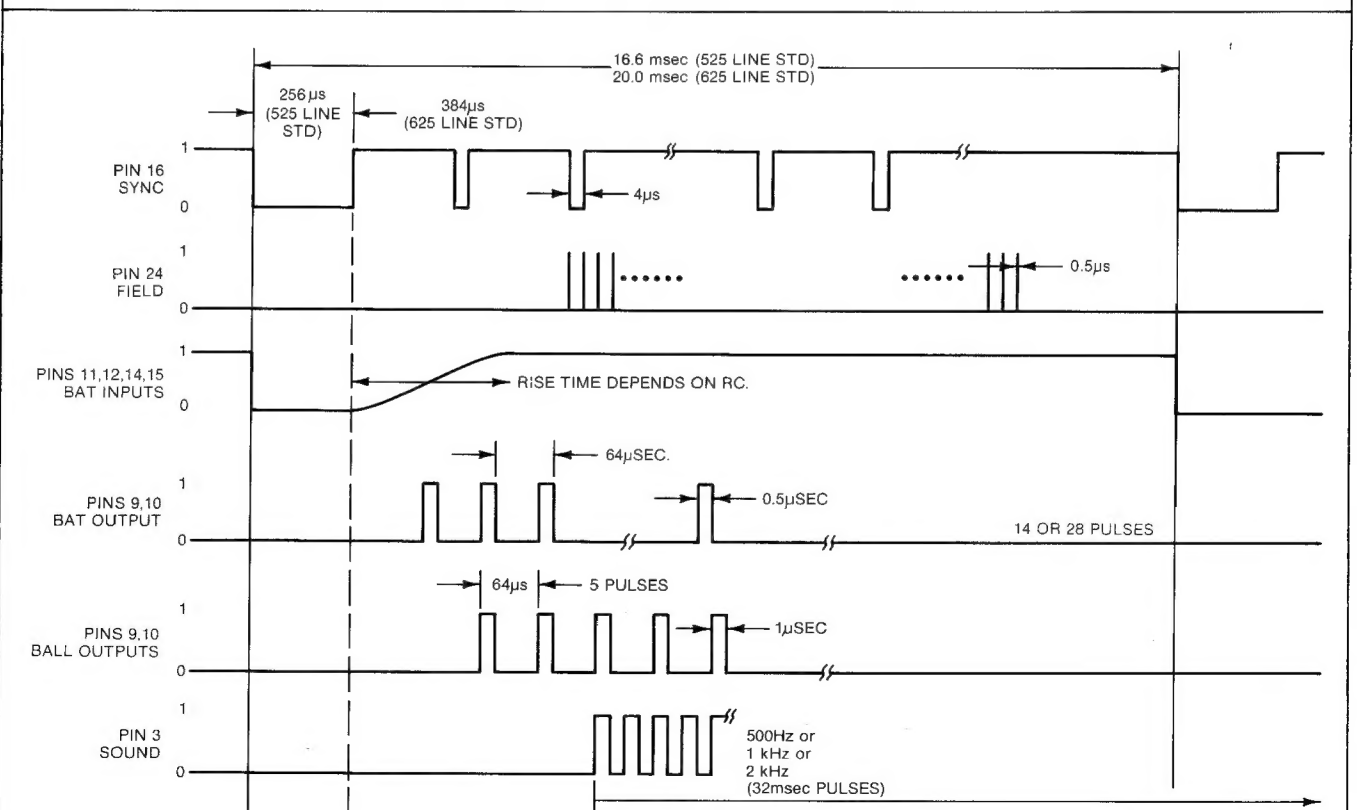 16.6 msec (525 LINE STD)
20.0 msec (625 LINE STD)
256µs
(525 LINE
STD)
384µs
(625 LINE STD)
1
PIN 16
SYNC
0
4µs
1
PIN 24
FIELD
0
0.5µs
1
PINS 11,12,14,15
BAT INPUTS
0
RISE TIME DEPENDS ON RC.
64µSEC.
1
PINS 9,10
BAT OUTPUT
0
0.5µSEC
14 OR 28 PULSES
64µs
5 PULSES
1
PINS 9,10
BALL OUTPUTS
0
1µSEC
1
PIN 3
SOUND
0
500Hz or
1 kHz or
2 kHz
(32msec PULSES)